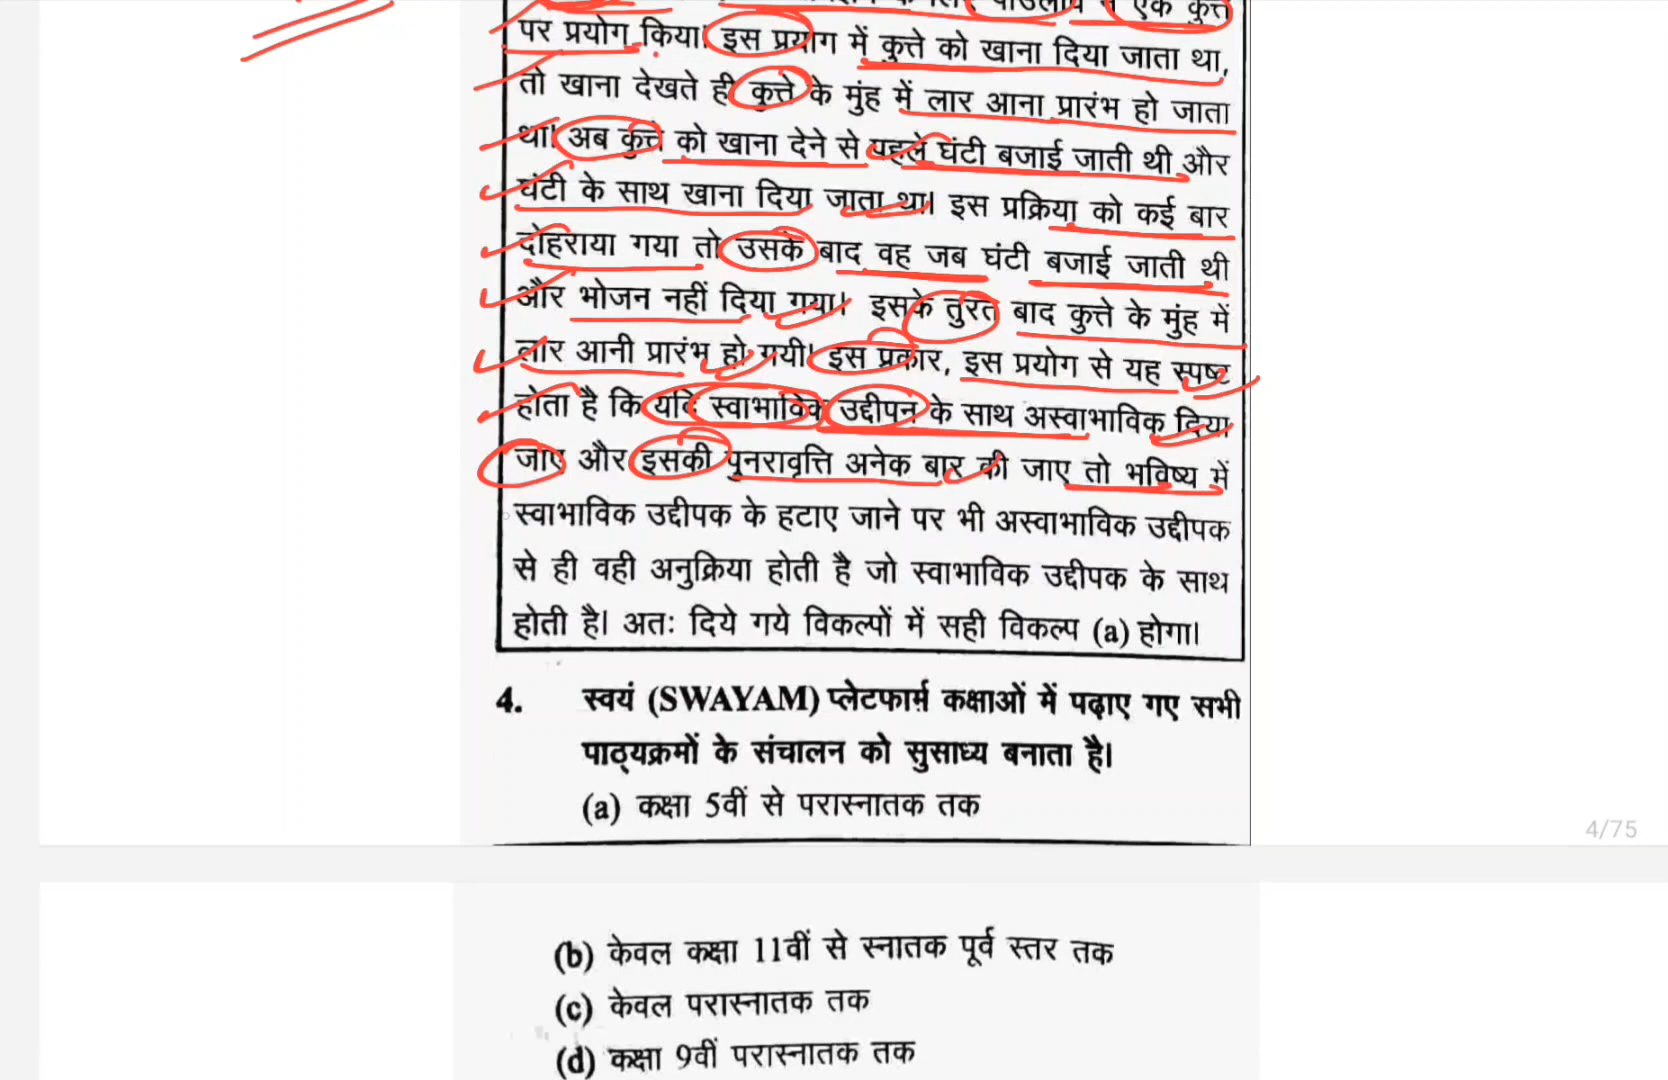 एक कुत्ते
पर प्रयोग किया। इस प्रयोग में कुत्ते को खाना दिया जाता था,
तो खाना देखते ही कुत्ते के मुंह में लार आना प्रारंभ हो जाता
था। अब कुत्ते को खाना देने से पहले घंटी बजाई जाती थी और
घंटी के साथ खाना दिया जाता था। इस प्रक्रिया को कई बार
दोहराया गया तो उसके बाद वह जब घंटी बजाई जाती थी
और भोजन नहीं दिया गया। इसके तुरंत बाद कुत्ते के मुंह में
लार आनी प्रारंभ हो गयी। इस प्रकार, इस प्रयोग से यह स्पष्ट
होता है कि यदि स्वाभाविक उद्दीपन के साथ अस्वाभाविक दिया
जाए और इसकी पुनरावृत्ति अनेक बार की जाए तो भविष्य में
स्वाभाविक उद्दीपक के हटाए जाने पर भी अस्वाभाविक उद्दीपक
से ही वही अनुक्रिया होती है जो स्वाभाविक उद्दीपक के साथ
होती है। अतः दिये गये विकल्पों में सही विकल्प (a) होगा।
4. स्वयं (SWAYAM) प्लेटफार्म कक्षाओं में पढ़ाए गए सभी
पाठ्यक्रमों के संचालन को सुसाध्य बनाता है।
(a) कक्षा 5वीं से परास्नातक तक
4/75
(b) केवल कक्षा 11वीं से स्नातक पूर्व स्तर तक
(c) केवल परास्नातक तक
(d) कक्षा 9वीं परास्नातक तक